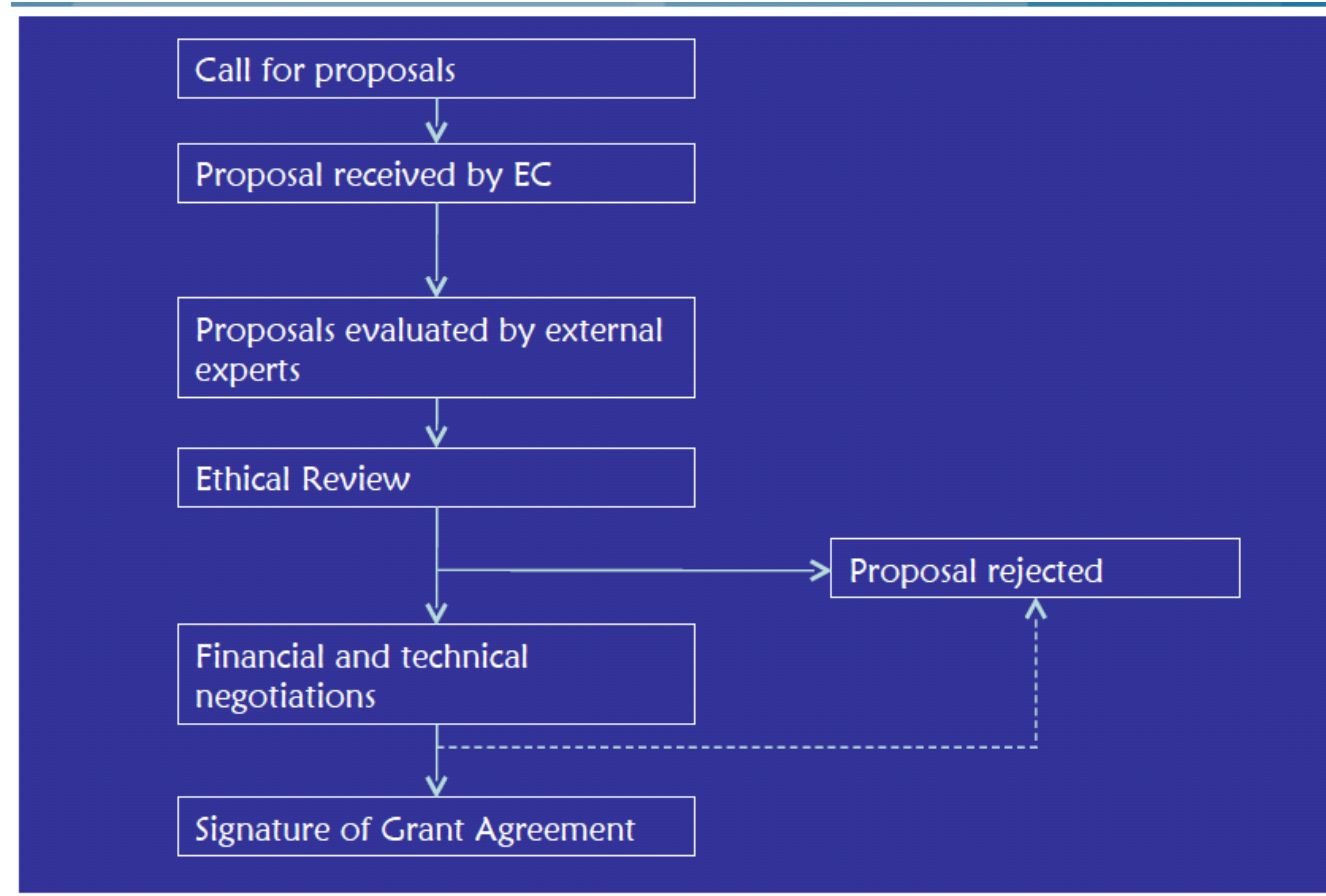 Call for proposals
Proposal received by EC
Proposals evaluated by external
experts
Ethical Review
Proposal rejected
Financial and technical
negotiations
Signature of Grant Agreement